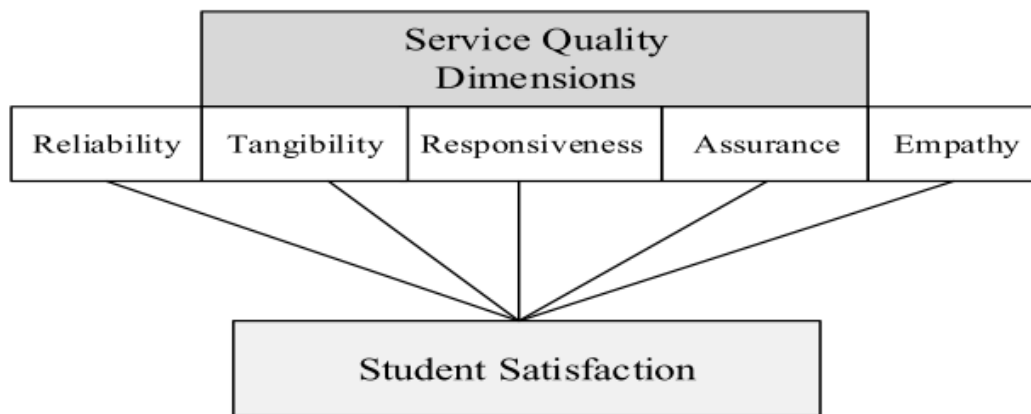 Service Quality
Dimensions
Reliability Tangibility Responsiveness Assurance Empathy
Student Satisfaction